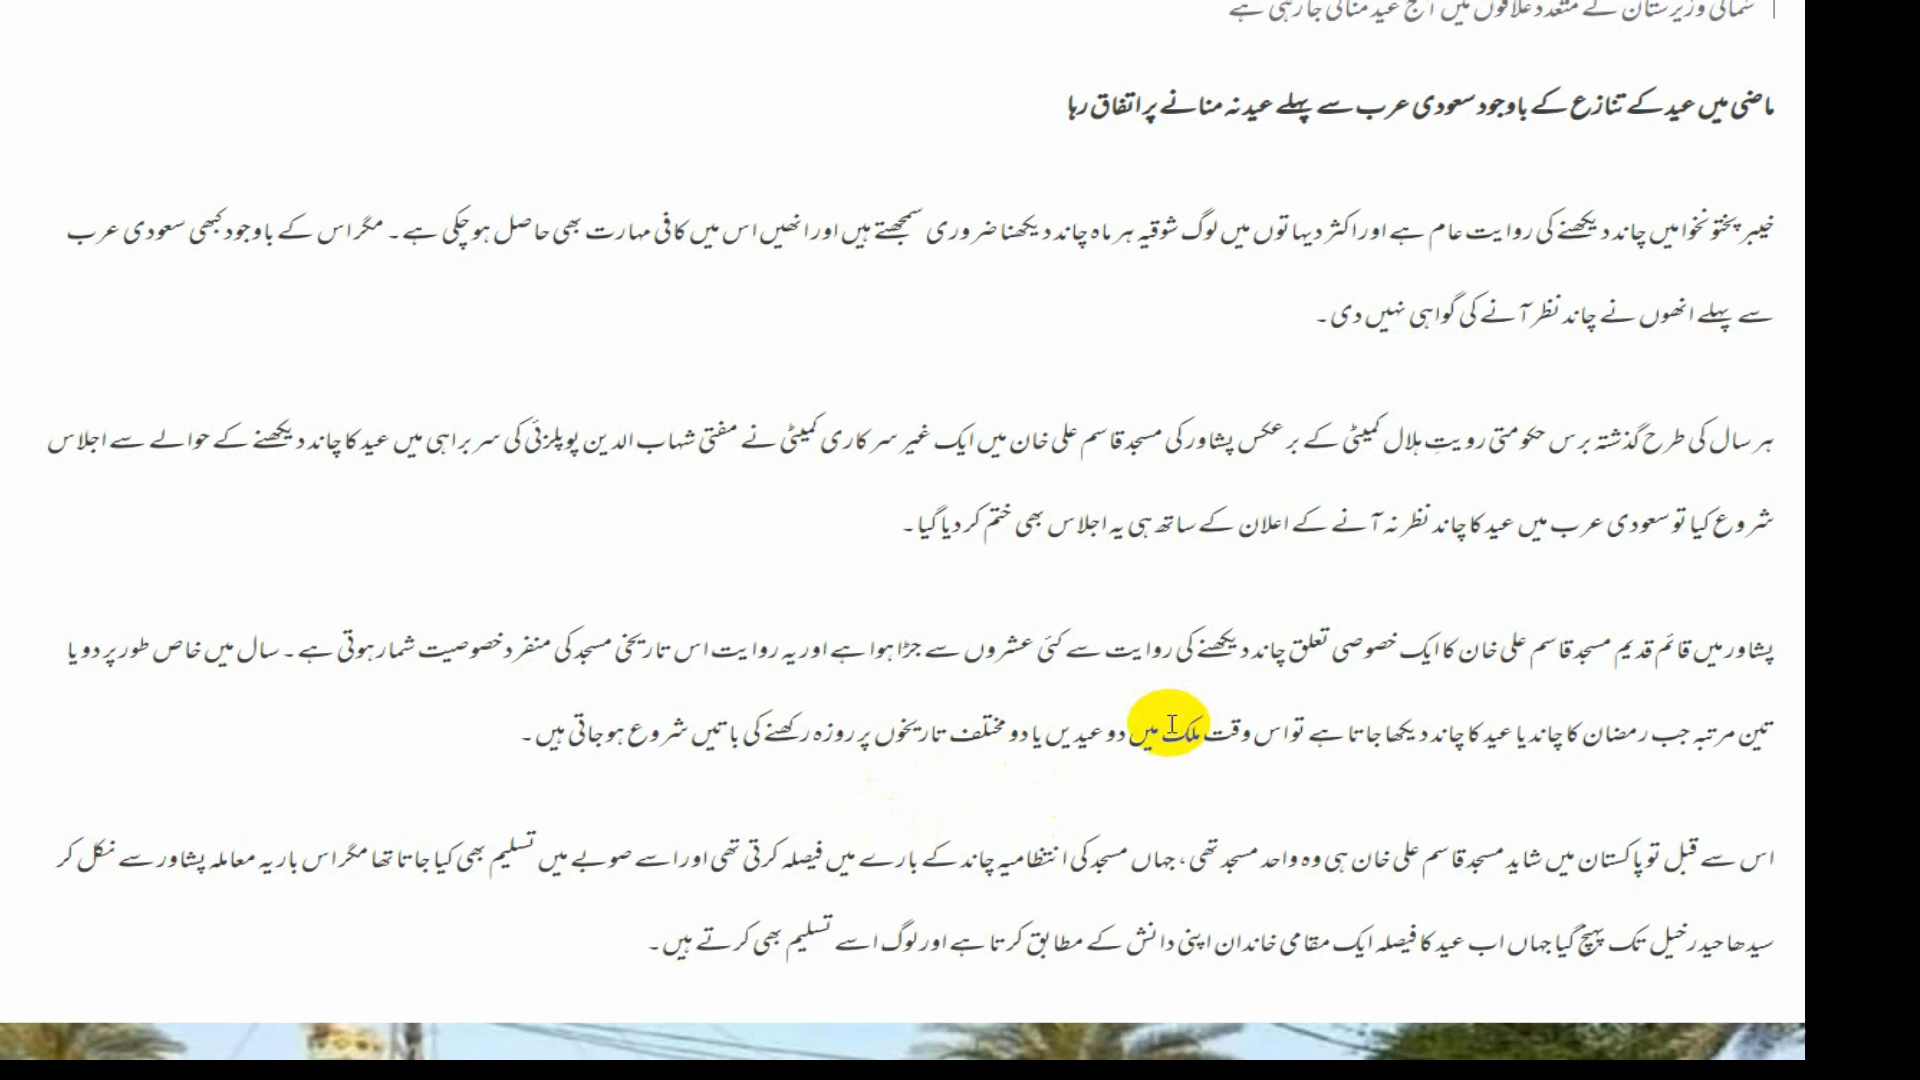 شمالی وزیرستان کے متعدد علاقوں میں آج عید منائی جا رہی ہے
ماضی میں عید کے تنازع کے باوجود سعودی عرب سے پہلے عید نہ منانے پر اتفاق رہا
خیبر پختونخوا میں چاند دیکھنے کی روایت عام ہے اور اکثر دیہاتوں میں لوگ شوقیہ ہر ماہ چاند دیکھنا ضروری سمجھتے ہیں اور انھیں اس میں کافی مہارت بھی حاصل ہو چکی ہے۔ مگر اس کے باوجود کبھی سعودی عرب
سے پہلے انھوں نے چاند نظر آنے کی گواہی نہیں دی۔
ہر سال کی طرح گذشتہ برس حکومتی رویتِ ہلال کمیٹی کے برعکس پشاور کی مسجد قاسم علی خان میں ایک غیر سرکاری کمیٹی نے مفتی شہاب الدین پوپلزئی کی سربراہی میں عید کا چاند دیکھنے کے حوالے سے اجلاس
شروع کیا تو سعودی عرب میں عید کا چاند نظر نہ آنے کے اعلان کے ساتھ ہی یہ اجلاس بھی ختم کر دیا گیا۔
پشاور میں قائم قدیم مسجد قاسم علی خان کا ایک خصوصی تعلق چاند دیکھنے کی روایت سے کئی عشروں سے جڑا ہوا ہے اور یہ روایت اس تاریخی مسجد کی منفرد خصوصیت شمار ہوتی ہے۔ سال میں خاص طور پر دو یا
تین مرتبہ جب رمضان کا چاند یا عید کا چاند دیکھا جاتا ہے تو اس وقت ملک میں دو عیدیں یا دو مختلف تاریخوں پر روزہ رکھنے کی باتیں شروع ہو جاتی ہیں۔
اس سے قبل تو پاکستان میں شاید مسجد قاسم علی خان ہی وہ واحد مسجد تھی، جہاں مسجد کی انتظامیہ چاند کے بارے میں فیصلہ کرتی تھی اور اسے صوبے میں تسلیم بھی کیا جاتا تھا مگر اس بار یہ معاملہ پشاور سے نکل کر
سیدھا حیدر خیل تک پہنچ گیا جہاں اب عید کا فیصلہ ایک مقامی خاندان اپنی دانش کے مطابق کرتا ہے اور لوگ اسے تسلیم بھی کرتے ہیں۔